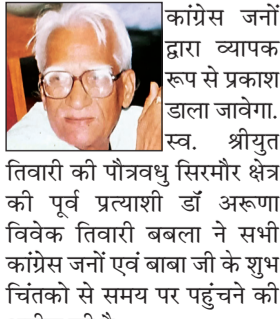 कांग्रेस जनों
द्वारा व्यापक
रूप से प्रकाश
डाला जावेगा.
स्व. श्रीयुत
तिवारी की पौत्रवधु सिरमौर क्षेत्र
की पूर्व प्रत्याशी डॉ अरूणा
विवेक तिवारी बबला ने सभी
कांग्रेस जनों एवं बाबा जी के शुभ
चिंतको से समय पर पहुंचने की